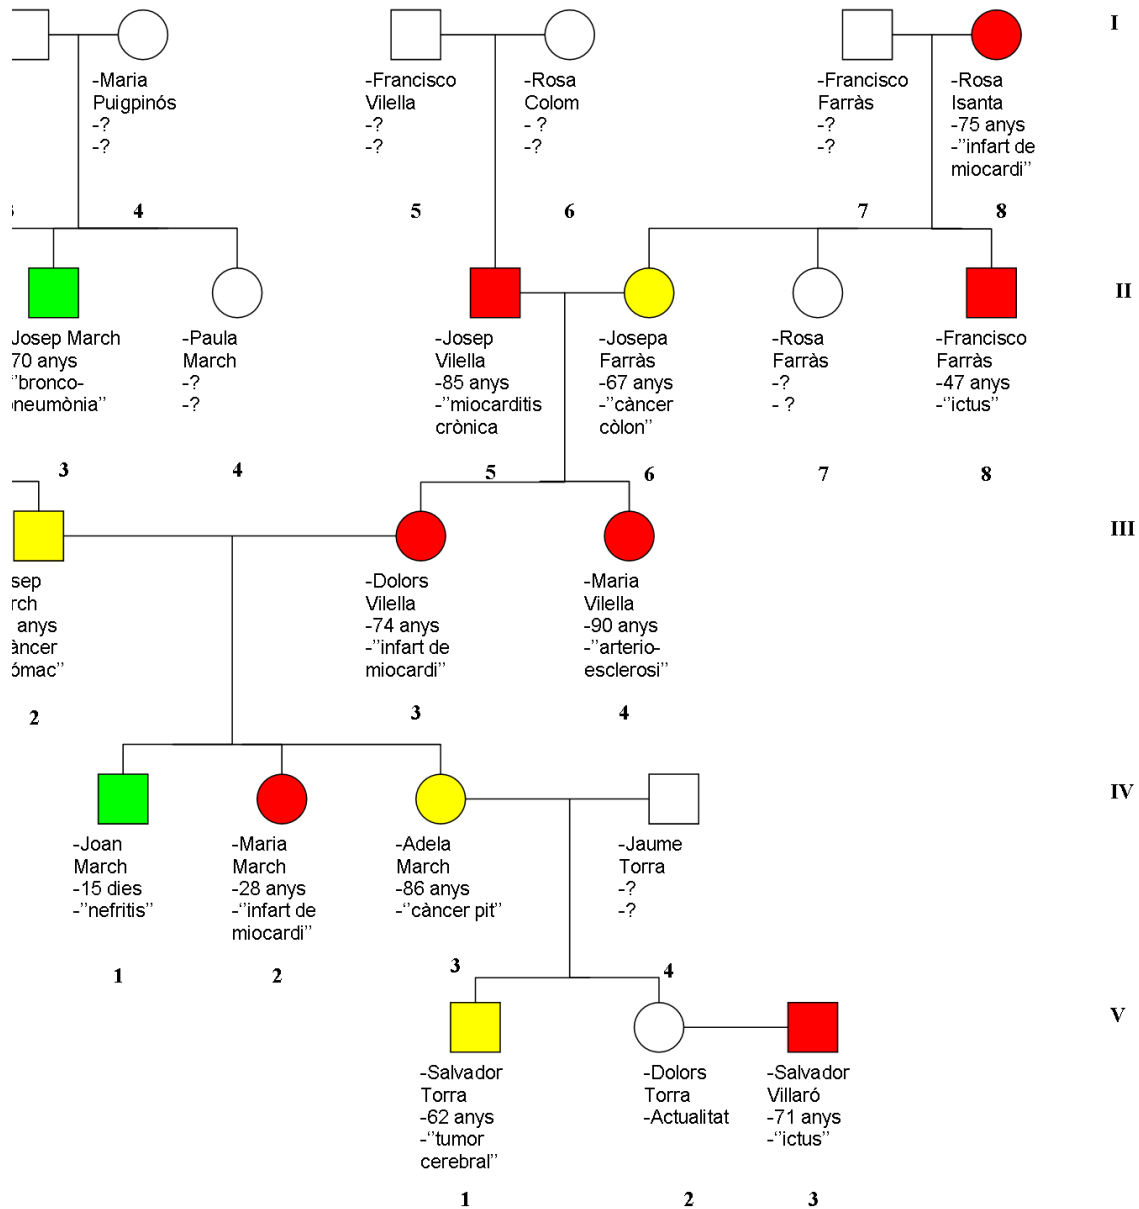 I
-Maria
Puigpinós
-?
-?
-Francisco
Vilella
-?
-?
-Rosa
Colom
- ?
-?
-Francisco
Farràs
-?
-?
-Rosa
Isanta
-75 anys
-"infart de
miocardi"
4
5
6
7
8
II
Josep March
70 anys
"bronco-
neumònia"
-Paula
March
-?
-?
-Josep
Vilella
-85 anys
-"miocarditis
crònica
-Josepa
Farràs
-67 anys
-"càncer
còlon"
-Rosa
Farràs
-?
- ?
-Francisco
Farràs
-47 anys
-"ictus"
3
4
5
6
7
8
III
sep
rch
anys
àncer
ómac"
-Dolors
Vilella
-74 anys
-"infart de
miocardi"
-Maria
Vilella
-90 anys
-"arterio-
esclerosi"
2
3
4
IV
-Joan
March
-15 dies
-"nefritis"
-Maria
March
-28 anys
-"infart de
miocardi"
-Adela
March
-86 anys
-"càncer pit"
-Jaume
Torra
-?
-?
1
2
3
4
V
-Salvador
Torra
-62 anys
-"tumor
cerebral"
-Dolors
Torra
-Actualitat
-Salvador
Villaró
-71 anys
-"ictus"
1
2
3